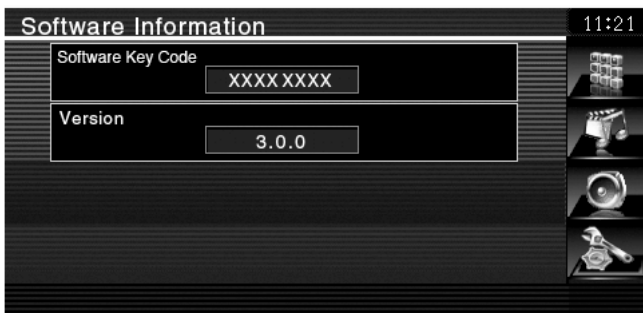 Software Information
11:21
Software Key Code
XXXX XXXX
Version
3.0.0